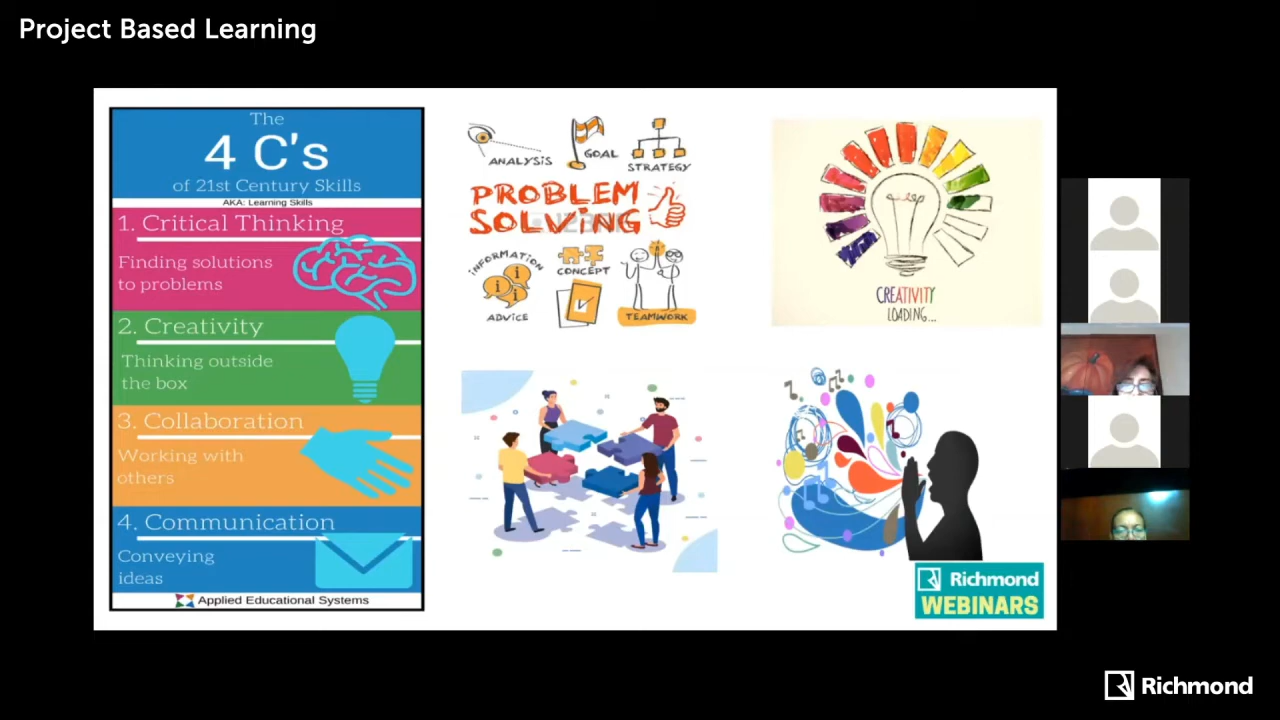 Project Based Learning
The
4 C's
of 21st Century Skills
AKA: Learning Skills
1. Critical Thinking
Finding solutions
to problems
2. Creativity
Thinking outside
the box
3. Collaboration
Working with
others
4. Communication
Conveying
ideas
Applied Educational Systems
ANALYSIS
GOAL
STRATEGY
PROBLEM
SOLVING
INFORMATION
ADVICE
CONCEPT
TEAMWORK
CREATIVITY
LOADING...
Richmond
WEBINARS
Richmond